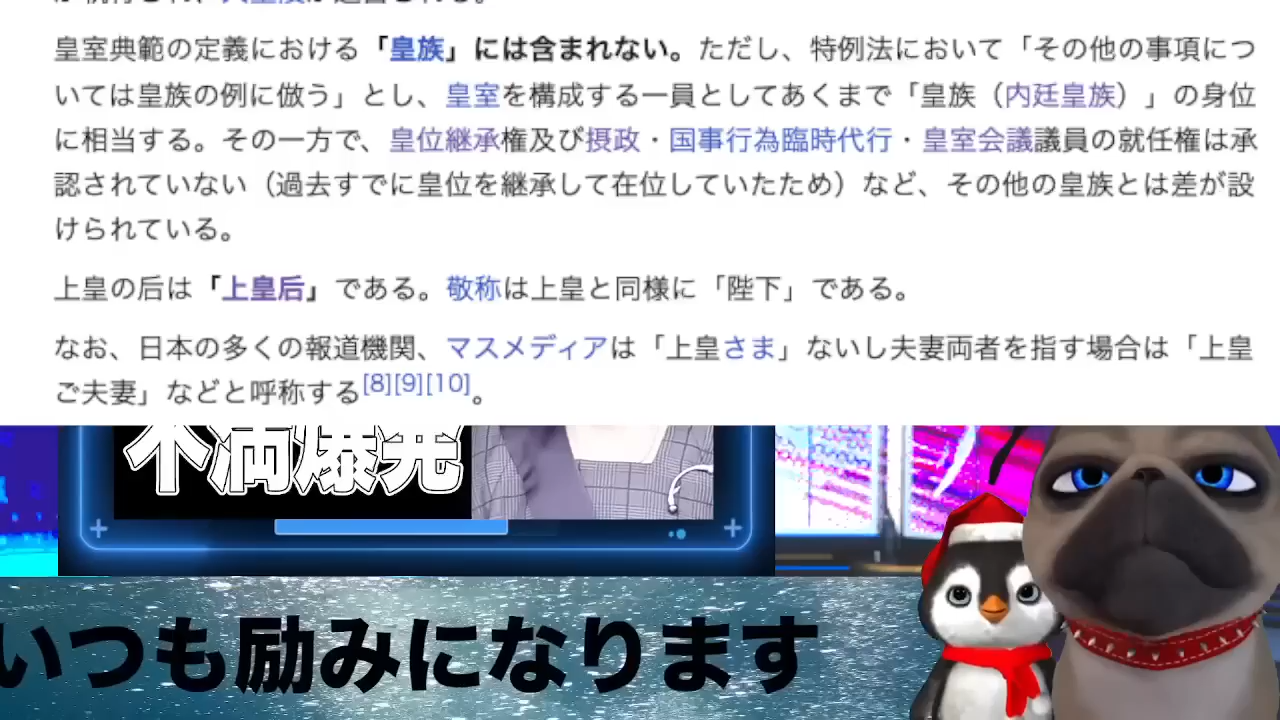 皇室典範の定義における「皇族」には含まれない。ただし、特例法において「その他の事項につ
いては皇族の例に倣う」とし、皇室を構成する一員としてあくまで「皇族（内廷皇族）」の身位
に相当する。その一方で、皇位継承権及び摂政・国事行為臨時代行・皇室会議議員の就任権は承
認されていない（過去すでに皇位を継承して在位していたため）など、その他の皇族とは差が設
けられている。
上皇の后は「上皇后」である。敬称は上皇と同様に「陛下」である。
なお、日本の多くの報道機関、マスメディアは「上皇さま」ないし夫妻両者を指す場合は「上皇
ご夫妻」などと呼称する[8][9][10]。
不満爆発
いつも励みになります